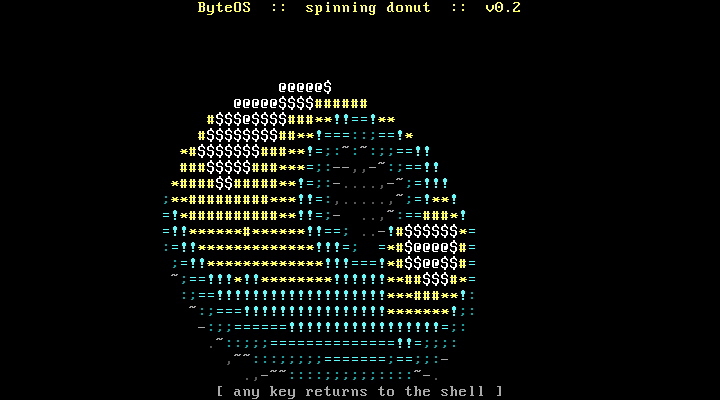 ByteOS :: spinning donut :: v0.2
[ any key returns to the shell ]